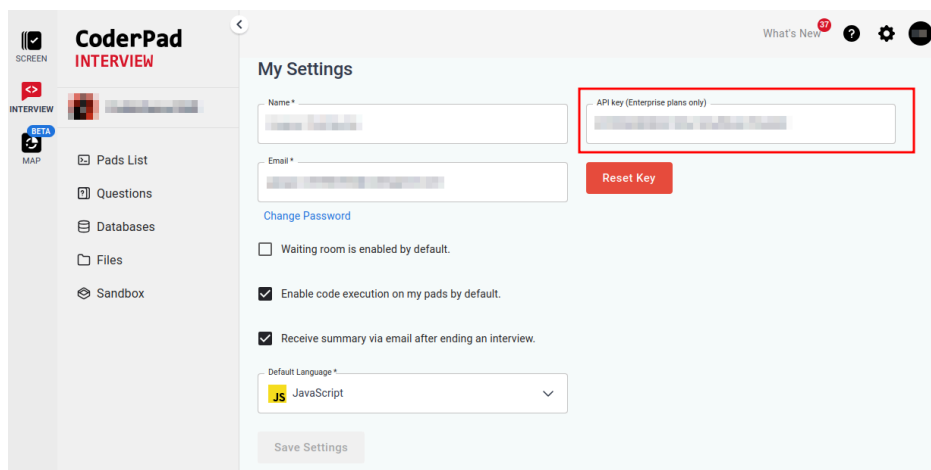 SCREEN
INTERVIEW
BETA
MAP
CoderPad
INTERVIEW
Pads List
Questions
Databases
Files
Sandbox
What's New
37
My Settings
Name *
API key (Enterprise plans only)
Email *
Reset Key
Change Password
Waiting room is enabled by default.
Enable code execution on my pads by default.
Receive summary via email after ending an interview.
Default Language *
JS JavaScript
Save Settings